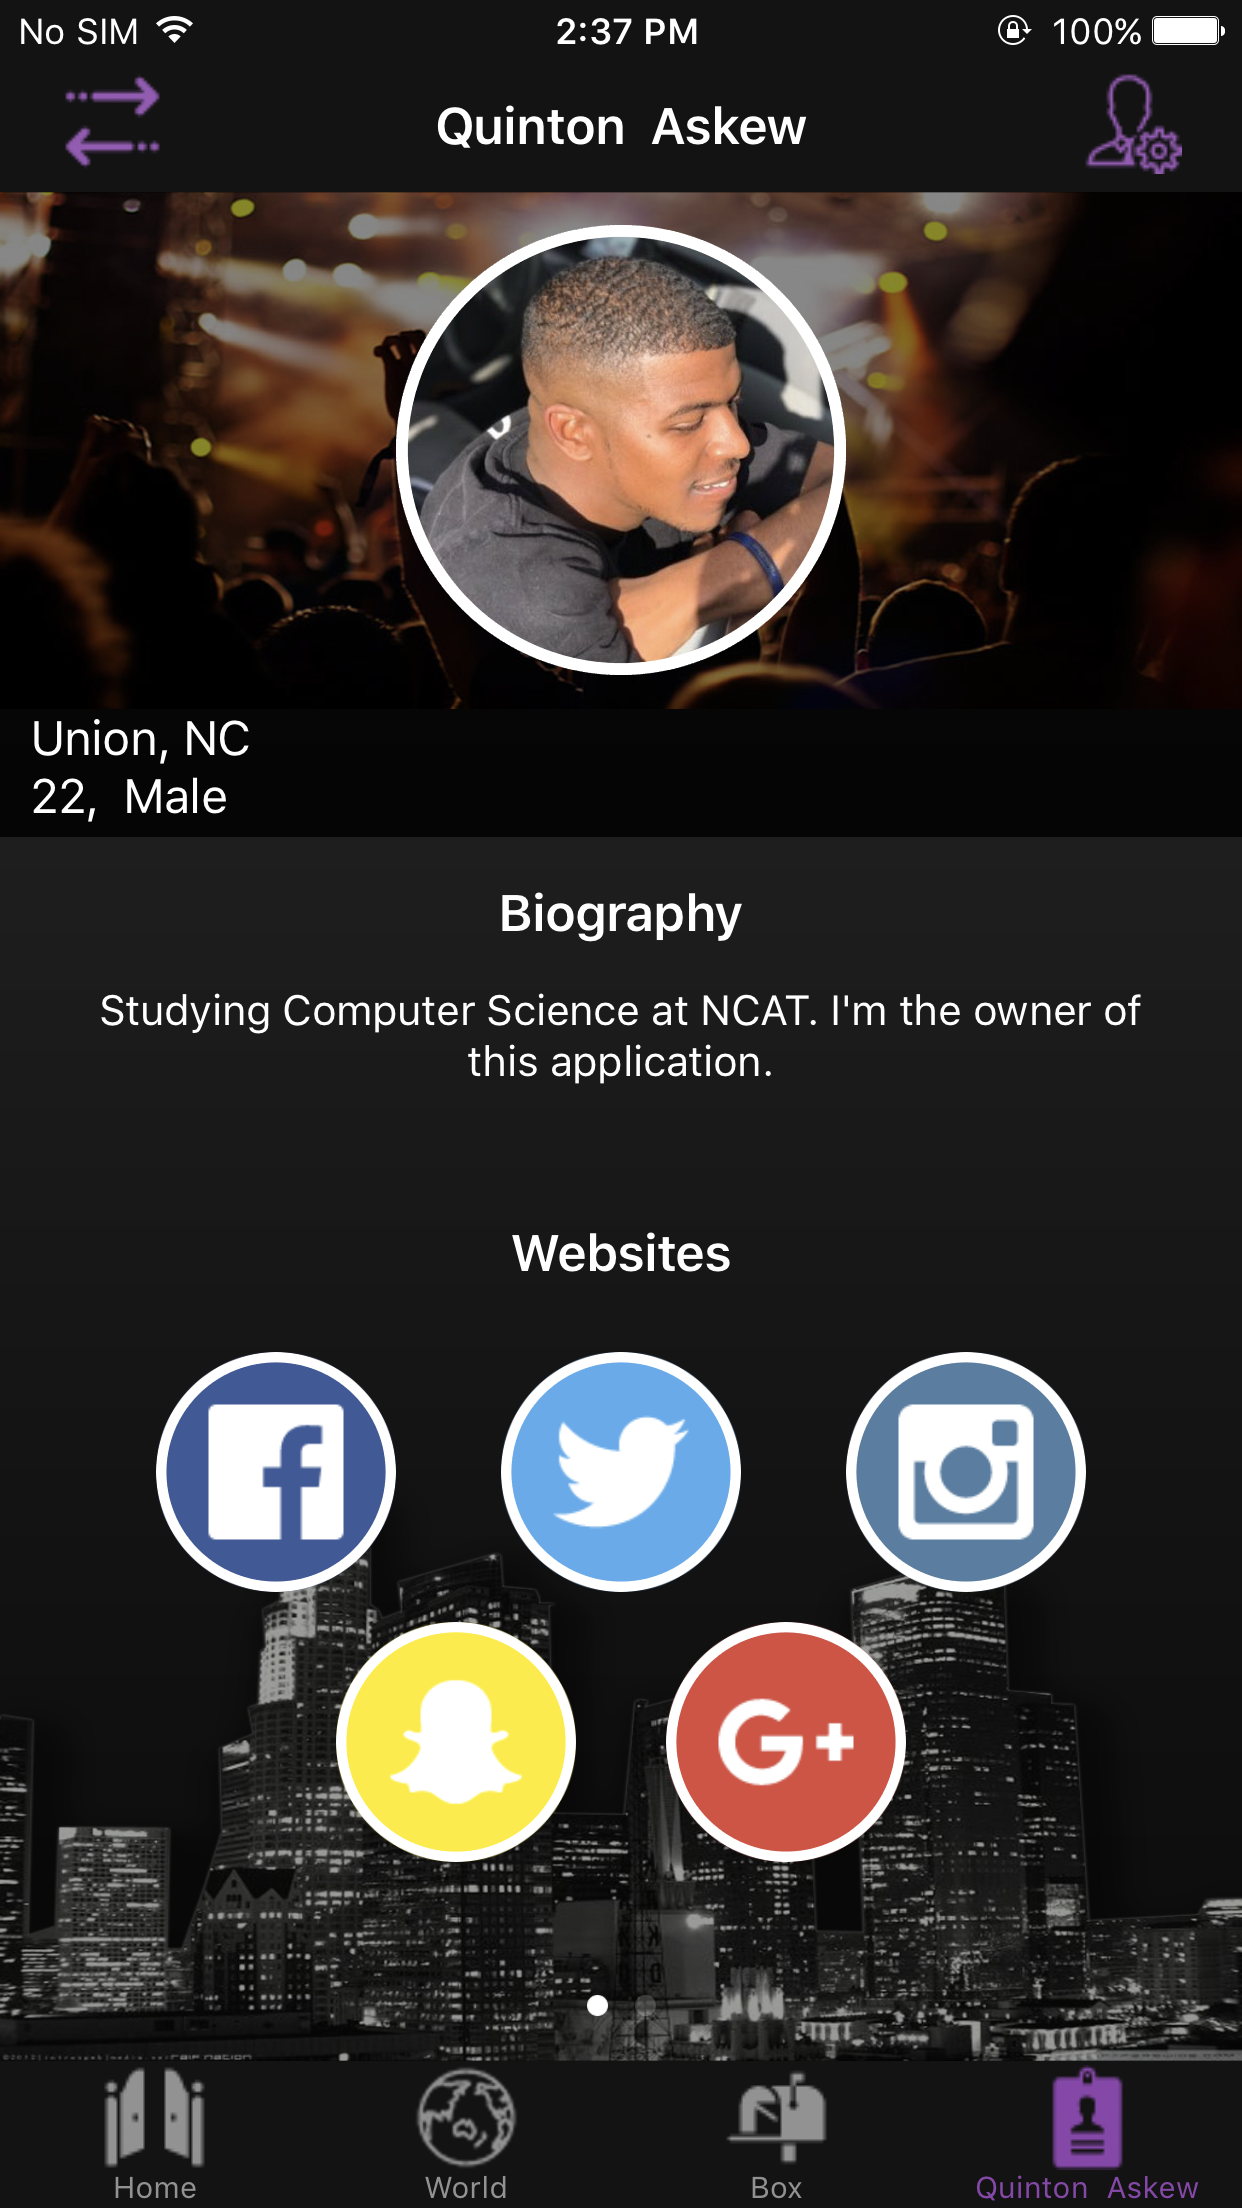 No SIM 2:37 PM 100%
Quinton Askew
Union, NC
22, Male
Biography
Studying Computer Science at NCAT. I'm the owner of
this application.
Websites
G+
Home World Box Quinton Askew